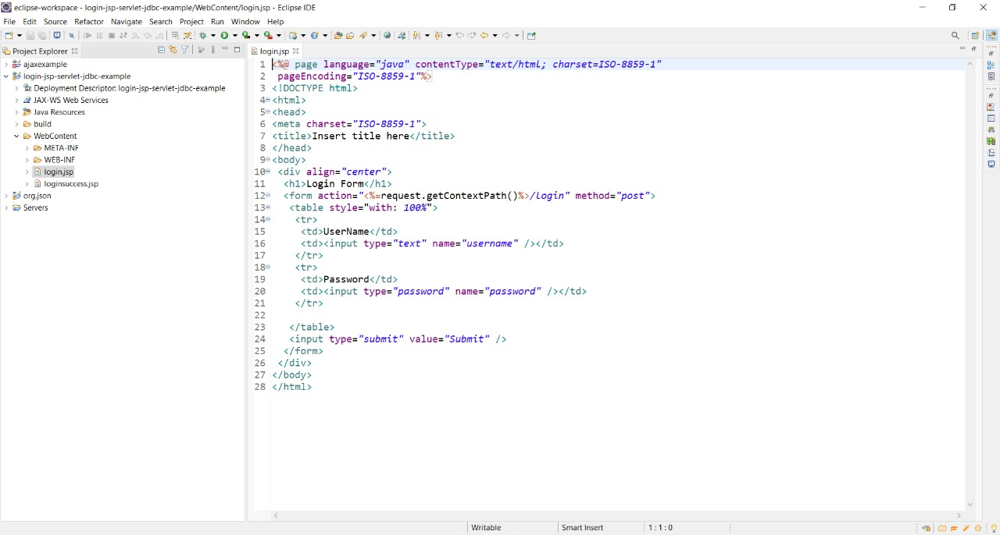 eclipse-workspace - login-jsp-servlet-jdbc-example/WebContent/login.jsp - Eclipse IDE
File Edit Source Refactor Navigate Search Project Run Window Help
Project Explorer
ajaxexample
login-jsp-servlet-jdbc-example
Deployment Descriptor: login-jsp-servlet-jdbc-example
JAX-WS Web Services
Java Resources
build
WebContent
META-INF
WEB-INF
login.jsp
loginsuccess.jsp
org.json
Servers
login.jsp
1 <%@ page language="java" contentType="text/html; charset=ISO-8859-1"
2  pageEncoding="ISO-8859-1"%>
3 <!DOCTYPE html>
4 <html>
5 <head>
6 <meta charset="ISO-8859-1">
7 <title>Insert title here</title>
8 </head>
9 <body>
10  <div align="center">
11   <h1>Login Form</h1>
12   <form action="<%=request.getContextPath()%>/login" method="post">
13    <table style="with: 100%">
14     <tr>
15      <td>UserName</td>
16      <td><input type="text" name="username" /></td>
17     </tr>
18     <tr>
19      <td>Password</td>
20      <td><input type="password" name="password" /></td>
21     </tr>
22
23    </table>
24    <input type="submit" value="Submit" />
25   </form>
26  </div>
27 </body>
28 </html>
Writable Smart Insert 1 : 1 : 0